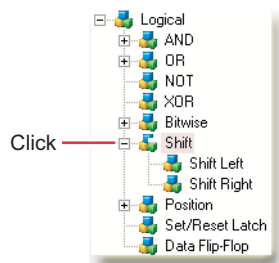 Logical
AND
OR
NOT
XOR
Bitwise
Click
Shift
Shift Left
Shift Right
Position
Set/Reset Latch
Data Flip-Flop